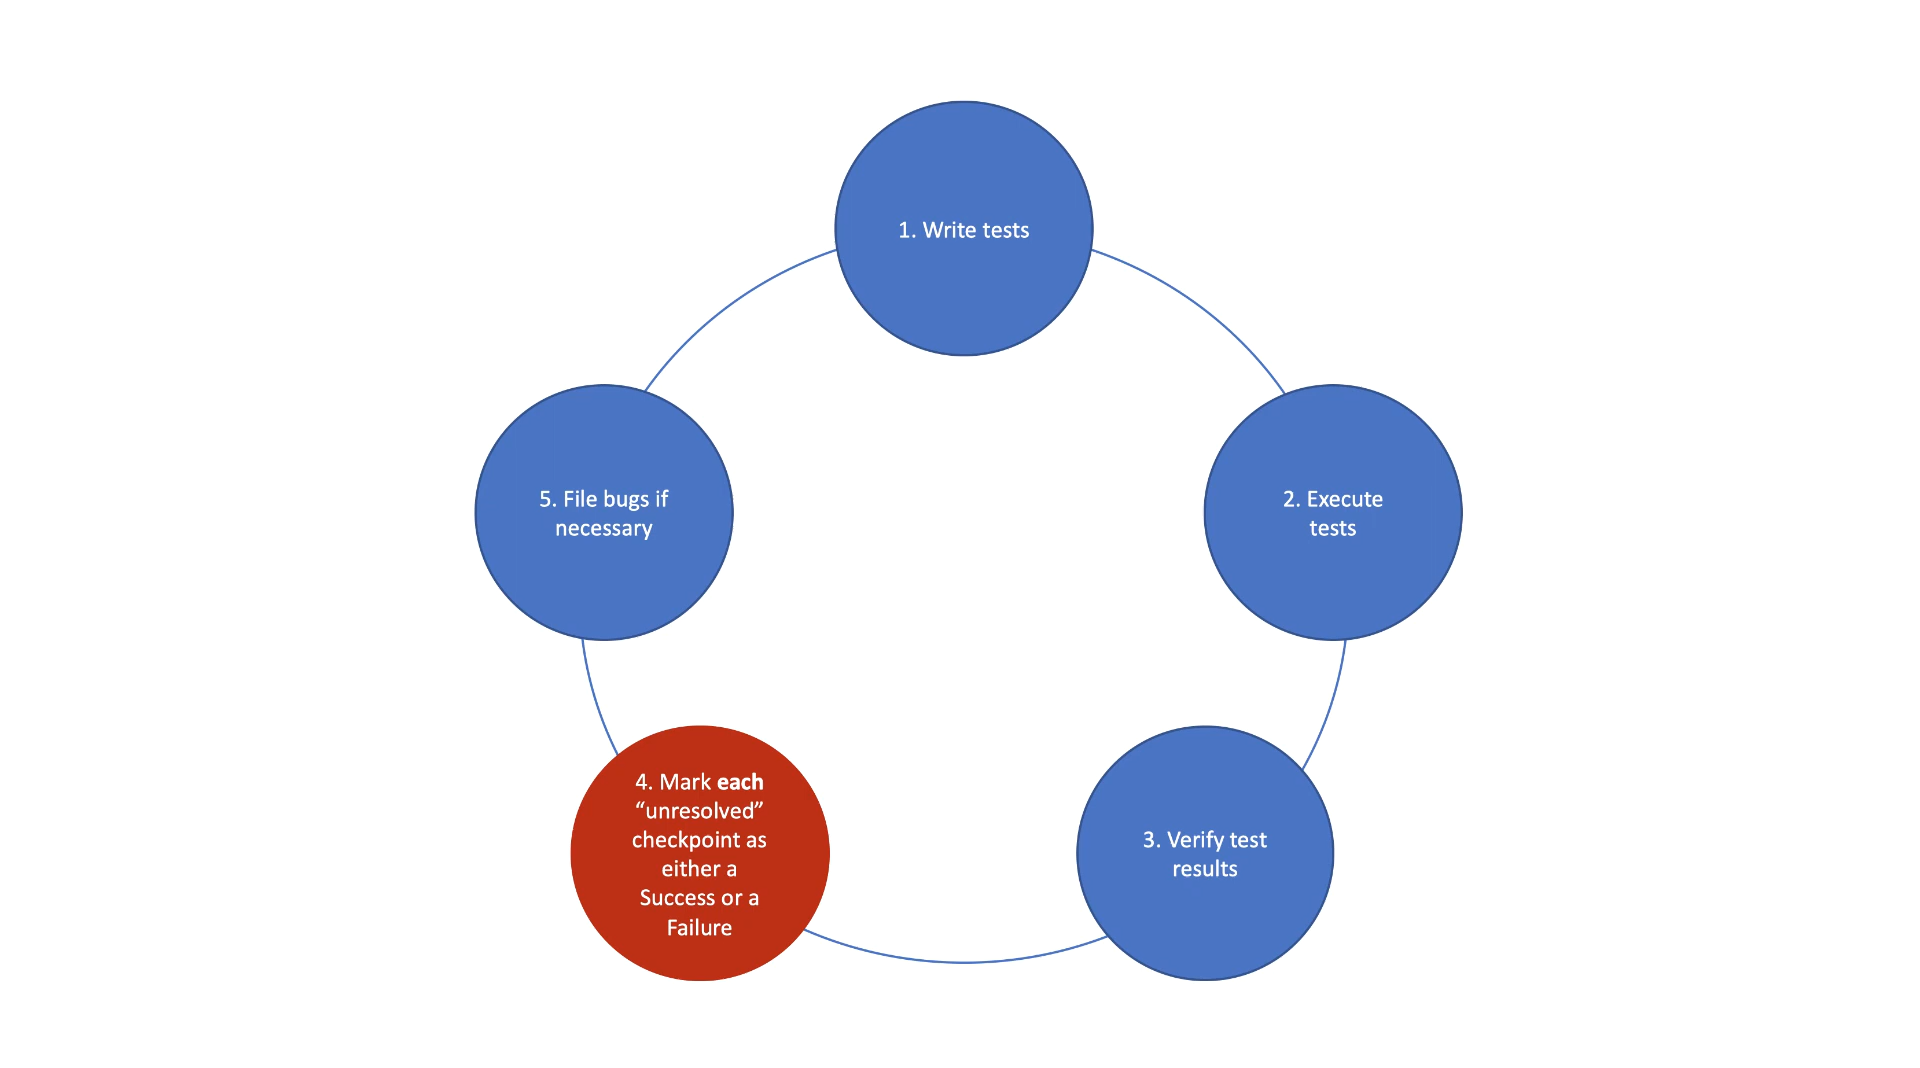 1. Write tests
2. Execute
tests
3. Verify test
results
4. Mark each
“unresolved”
checkpoint as
either a
Success or a
Failure
5. File bugs if
necessary